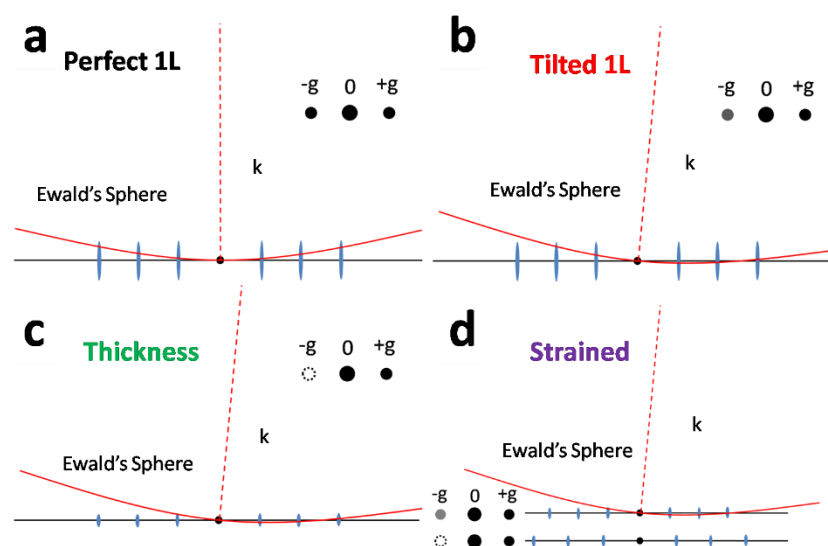 a
Perfect 1L
-g 0 +g
k
Ewald's Sphere
b
Tilted 1L
-g 0 +g
k
Ewald's Sphere
c
Thickness
-g 0 +g
k
Ewald's Sphere
d
Strained
k
Ewald's Sphere
-g 0 +g